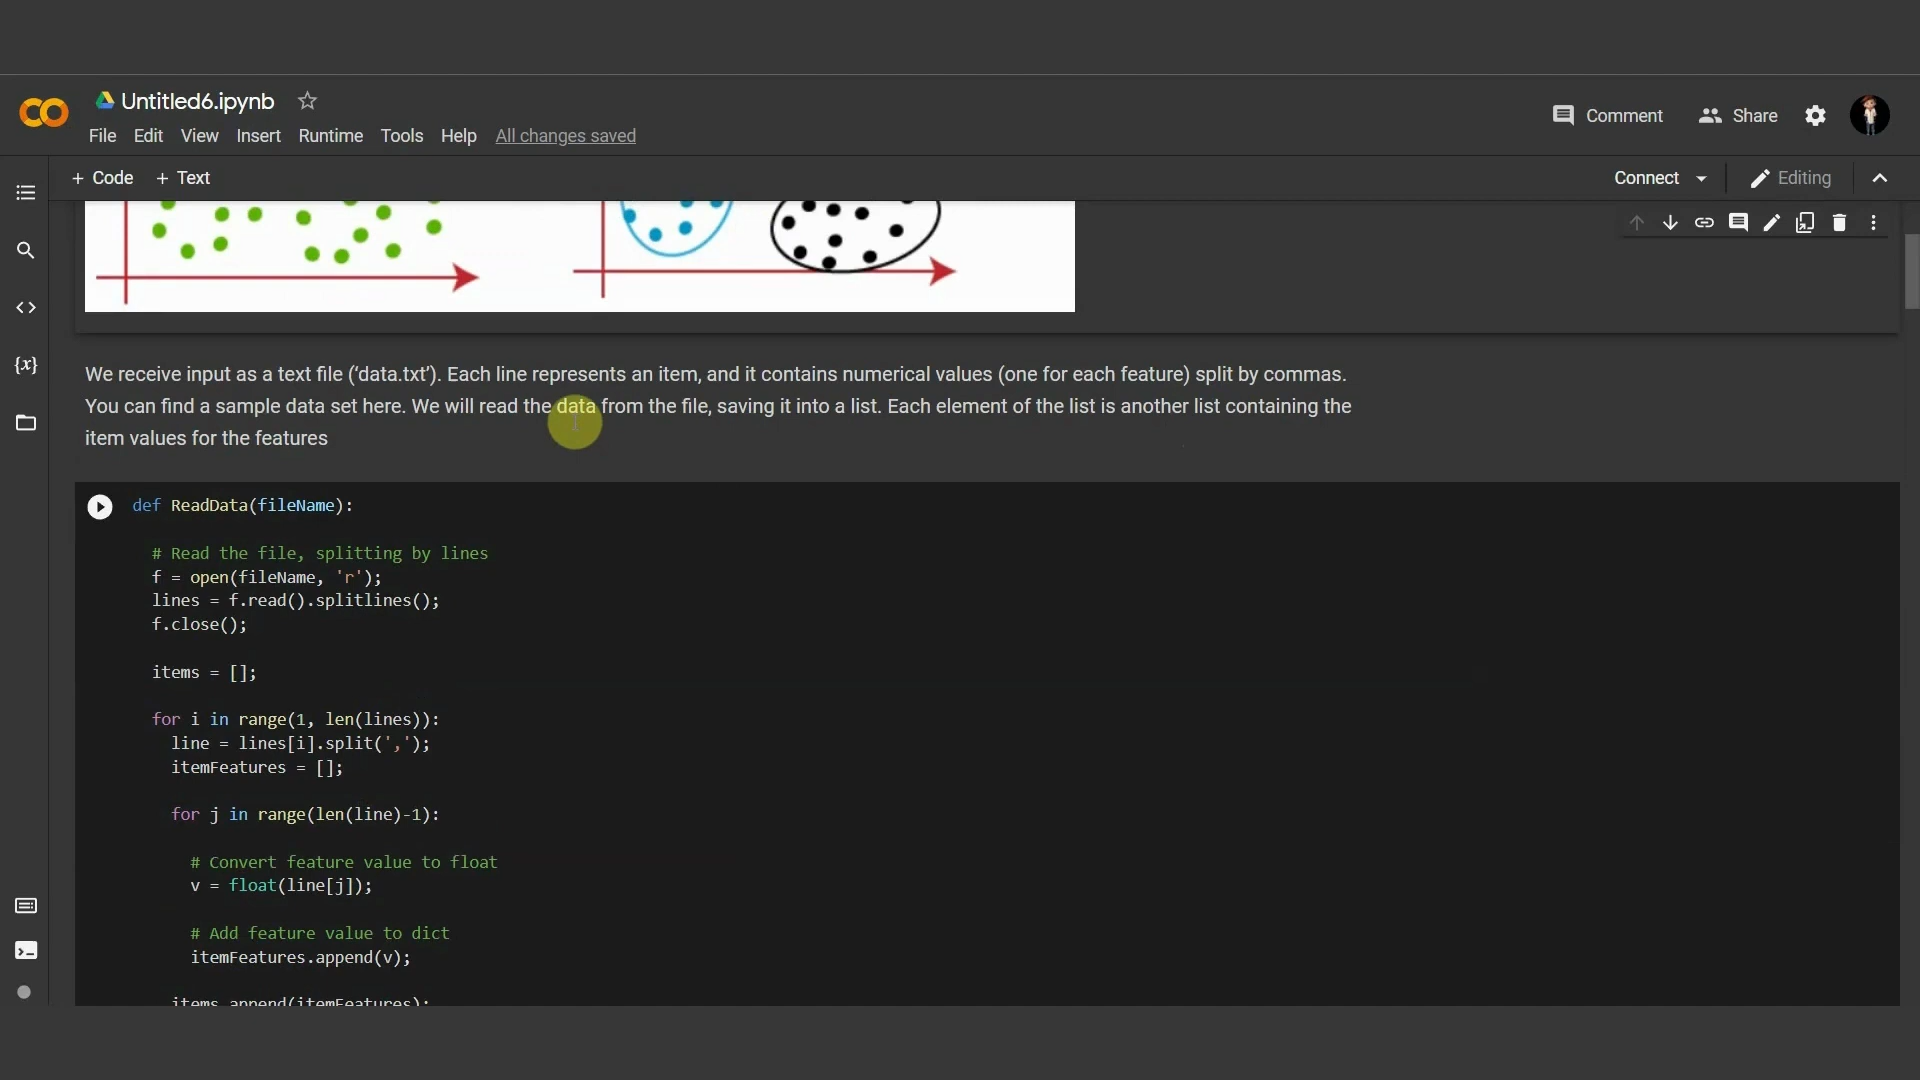 Untitled6.ipynb
File Edit View Insert Runtime Tools Help All changes saved
Comment Share
+ Code + Text
Connect Editing
We receive input as a text file (‘data.txt’). Each line represents an item, and it contains numerical values (one for each feature) split by commas.
You can find a sample data set here. We will read the data from the file, saving it into a list. Each element of the list is another list containing the
item values for the features
def ReadData(fileName):
# Read the file, splitting by lines
f = open(fileName, 'r');
lines = f.read().splitlines();
f.close();
items = [];
for i in range(1, len(lines)):
line = lines[i].split(',');
itemFeatures = [];
for j in range(len(line)-1):
# Convert feature value to float
v = float(line[j]);
# Add feature value to dict
itemFeatures.append(v);
items.append(itemFeatures);